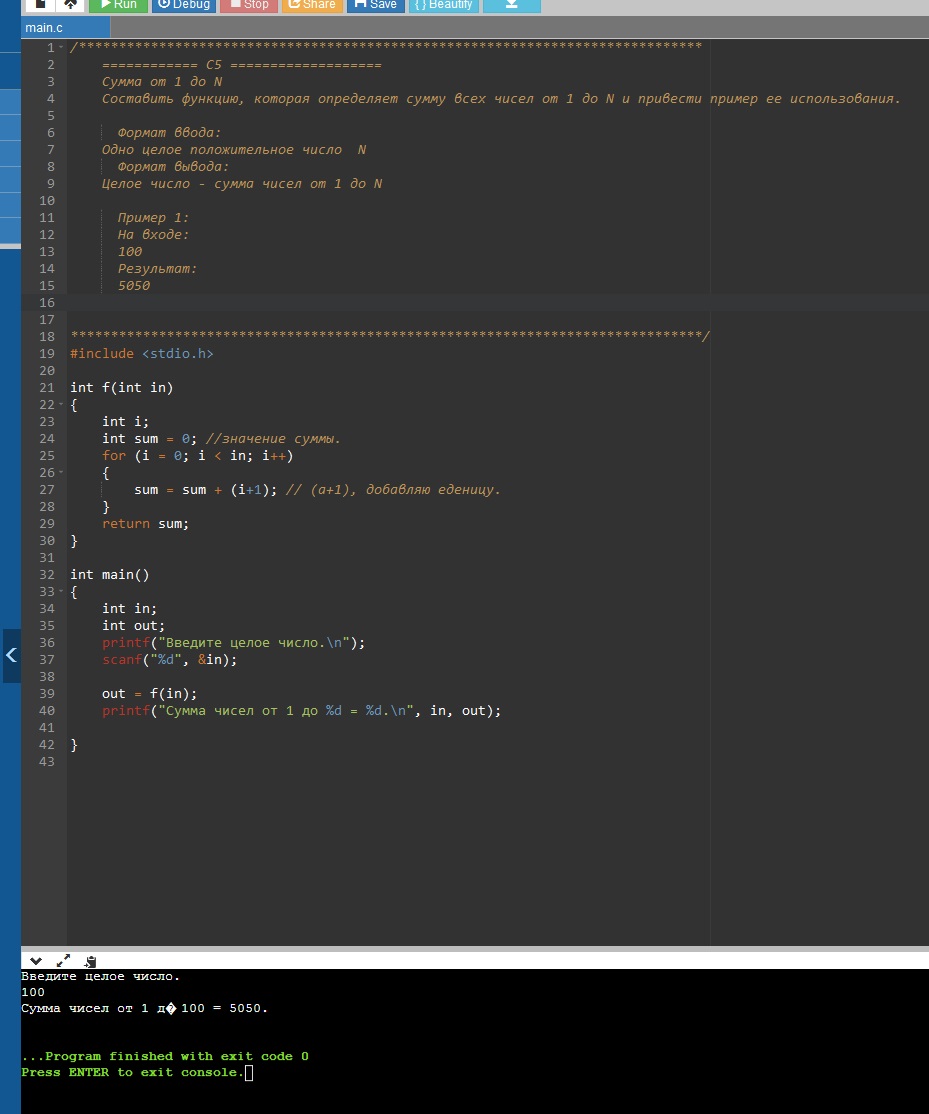 Run Debug Stop Share Save { } Beautify
main.c
1 /******************************************************************************
2 ============ C5 ===================
3 Сумма от 1 до N
4 Составить функцию, которая определяет сумму всех чисел от 1 до N и привести пример ее использования.
5
6 Формат ввода:
7 Одно целое положительное число  N
8 Формат вывода:
9 Целое число - сумма чисел от 1 до N
10
11 Пример 1:
12 На входе:
13 100
14 Результат:
15 5050
16
17
18 *******************************************************************************/
19 #include <stdio.h>
20
21 int f(int in)
22 {
23 int i;
24 int sum = 0; //значение суммы.
25 for (i = 0; i < in; i++)
26 {
27 sum = sum + (i+1); // (a+1), добавляю еденицу.
28 }
29 return sum;
30 }
31
32 int main()
33 {
34 int in;
35 int out;
36 printf("Введите целое число.\n");
37 scanf("%d", &in);
38
39 out = f(in);
40 printf("Сумма чисел от 1 до %d = %d.\n", in, out);
41
42 }
43
Введите целое число.
100
Сумма чисел от 1 д� 100 = 5050.
...Program finished with exit code 0
Press ENTER to exit console.